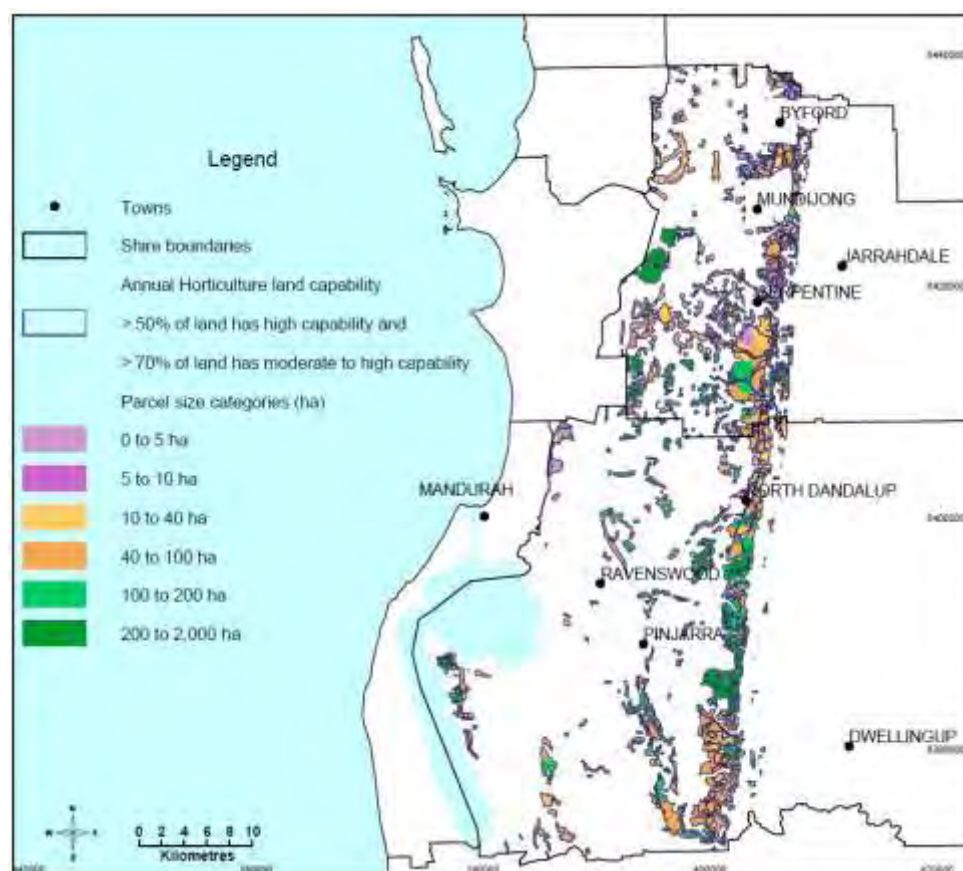 Legend
Towns
Shire boundaries
Annual Horticulture land capability
> 50% of land has high capability and
> 70% of land has moderate to high capability
Parcel size categories (ha)
0 to 5 ha
5 to 10 ha
10 to 40 ha
40 to 100 ha
100 to 200 ha
200 to 2,000 ha
BYFORD
MUNDIJONG
JARRAHDALE
MANDURAH
RAVENSWOOD
PINJARRA
DWELLINGUP
0 2 4 6 8 10
Kilometres